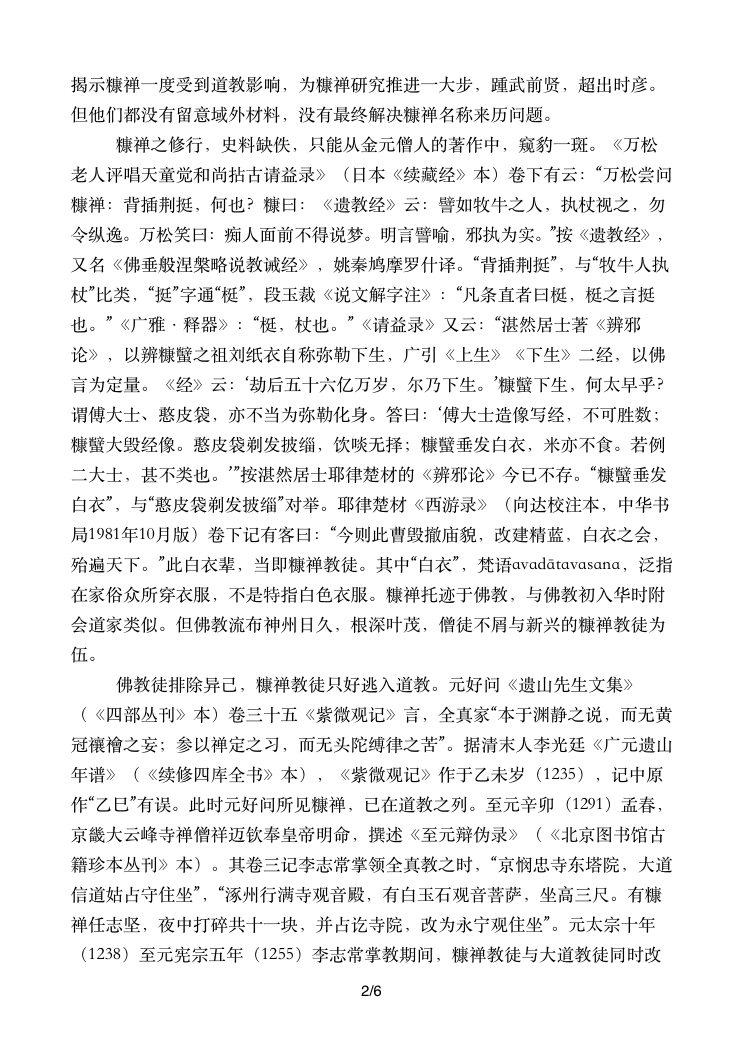 揭示糠禅一度受到道教影响，为糠禅研究推进一大步，踵武前贤，超出时彦。
但他们都没有留意域外材料，没有最终解决糠禅名称来历问题。
糠禅之修行，史料缺佚，只能从金元僧人的著作中，窥豹一斑。《万松
老人评唱天童觉和尚拈古请益录》（日本《续藏经》本）卷下有云：“万松尝问
糠禅：背插荆挺，何也？糠曰：《遗教经》云：譬如牧牛之人，执杖视之，勿
令纵逸。万松笑曰：痴人面前不得说梦。明言譬喻，邪执为实。”按《遗教经》，
又名《佛垂般涅槃略说教诫经》，姚秦鸠摩罗什译。“背插荆挺”，与“牧牛人执
杖”比类，“挺”字通“梃”，段玉裁《说文解字注》：“凡条直者曰梃，梃之言挺
也。”《广雅·释器》：“梃，杖也。”《请益录》又云：“湛然居士著《辨邪
论》，以辨糠蠥之祖刘纸衣自称弥勒下生，广引《上生》《下生》二经，以佛
言为定量。《经》云：‘劫后五十六亿万岁，尔乃下生。’糠蠥下生，何太早乎？
谓傅大士、憨皮袋，亦不当为弥勒化身。答曰：‘傅大士造像写经，不可胜数；
糠蠥大毁经像。憨皮袋剃发披缁，饮啖无择；糠蠥垂发白衣，米亦不食。若例
二大士，甚不类也。’”按湛然居士耶律楚材的《辨邪论》今已不存。“糠蠥垂发
白衣”，与“憨皮袋剃发披缁”对举。耶律楚材《西游录》（向达校注本，中华书
局1981年10月版）卷下记有客曰：“今则此曹毁撤庙貌，改建精蓝，白衣之会，
殆遍天下。”此白衣辈，当即糠禅教徒。其中“白衣”，梵语avadātavasana，泛指
在家俗众所穿衣服，不是特指白色衣服。糠禅托迹于佛教，与佛教初入华时附
会道家类似。但佛教流布神州日久，根深叶茂，僧徒不屑与新兴的糠禅教徒为
伍。
佛教徒排除异己，糠禅教徒只好逃入道教。元好问《遗山先生文集》
（《四部丛刊》本）卷三十五《紫微观记》言，全真家“本于渊静之说，而无黄
冠禳禬之妄；参以禅定之习，而无头陀缚律之苦”。据清末人李光廷《广元遗山
年谱》（《续修四库全书》本），《紫微观记》作于乙未岁（1235），记中原
作“乙巳”有误。此时元好问所见糠禅，已在道教之列。至元辛卯（1291）孟春，
京畿大云峰寺禅僧祥迈钦奉皇帝明命，撰述《至元辩伪录》（《北京图书馆古
籍珍本丛刊》本）。其卷三记李志常掌领全真教之时，“京悯忠寺东塔院，大道
信道姑占守住坐”，“涿州行满寺观音殿，有白玉石观音菩萨，坐高三尺。有糠
禅任志坚，夜中打碎共十一块，并占讫寺院，改为永宁观住坐”。元太宗十年
（1238）至元宪宗五年（1255）李志常掌教期间，糠禅教徒与大道教徒同时改
2/6